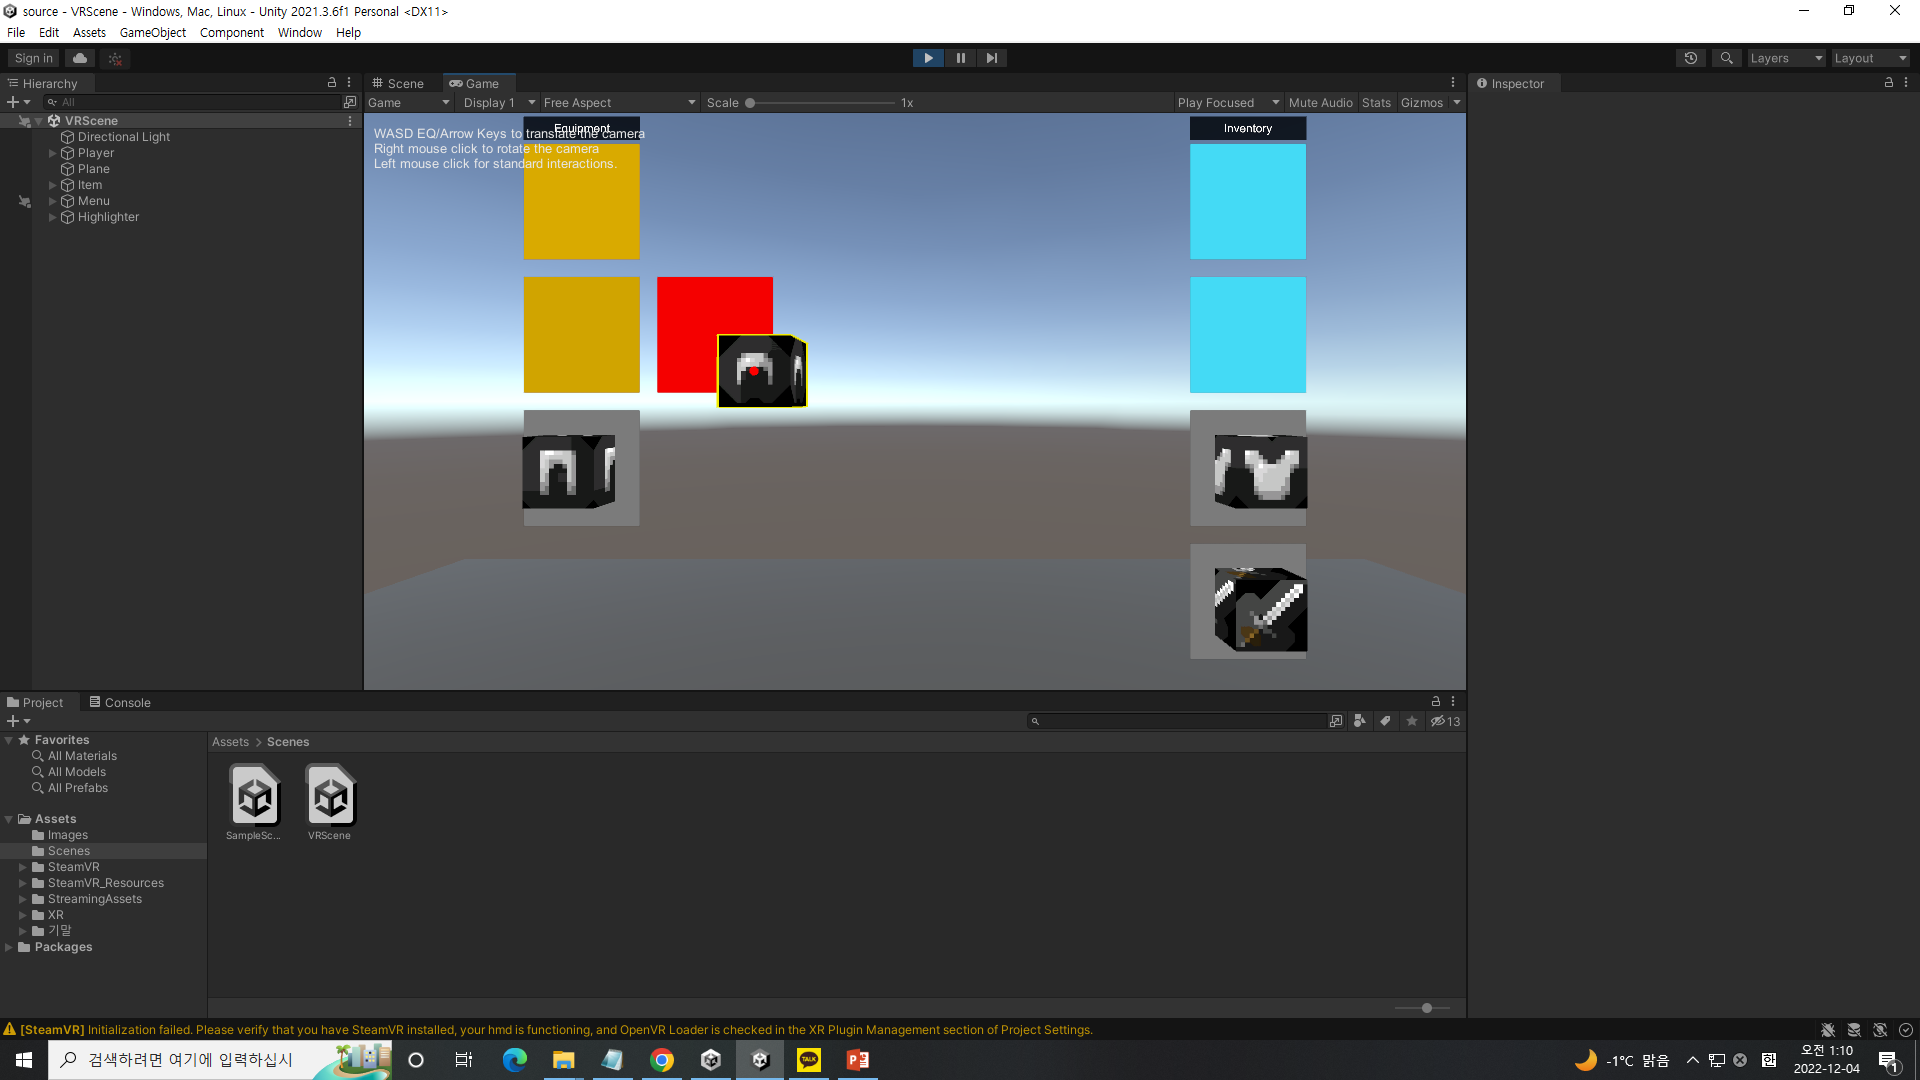 source - VRScene - Windows, Mac, Linux - Unity 2021.3.6f1 Personal <DX11>
File Edit Assets GameObject Component Window Help
Sign in
Layers
Layout
Hierarchy
All
VRScene
Directional Light
Player
Plane
Item
Menu
Highlighter
Scene
Game
Game
Display 1
Free Aspect
Scale
1x
Play Focused
Mute Audio
Stats
Gizmos
Equipment
WASD EQ/Arrow Keys to translate the camera
Right mouse click to rotate the camera
Left mouse click for standard interactions.
Inventory
Inspector
Project
Console
13
Favorites
All Materials
All Models
All Prefabs
Assets
Images
Scenes
SteamVR
SteamVR_Resources
StreamingAssets
XR
기말
Packages
Assets > Scenes
SampleSc...
VRScene
[SteamVR] Initialization failed. Please verify that you have SteamVR installed, your hmd is functioning, and OpenVR Loader is checked in the XR Plugin Management section of Project Settings.
검색하려면 여기에 입력하십시
TALK
-1°C 맑음
한
오전 1:10
2022-12-04
1